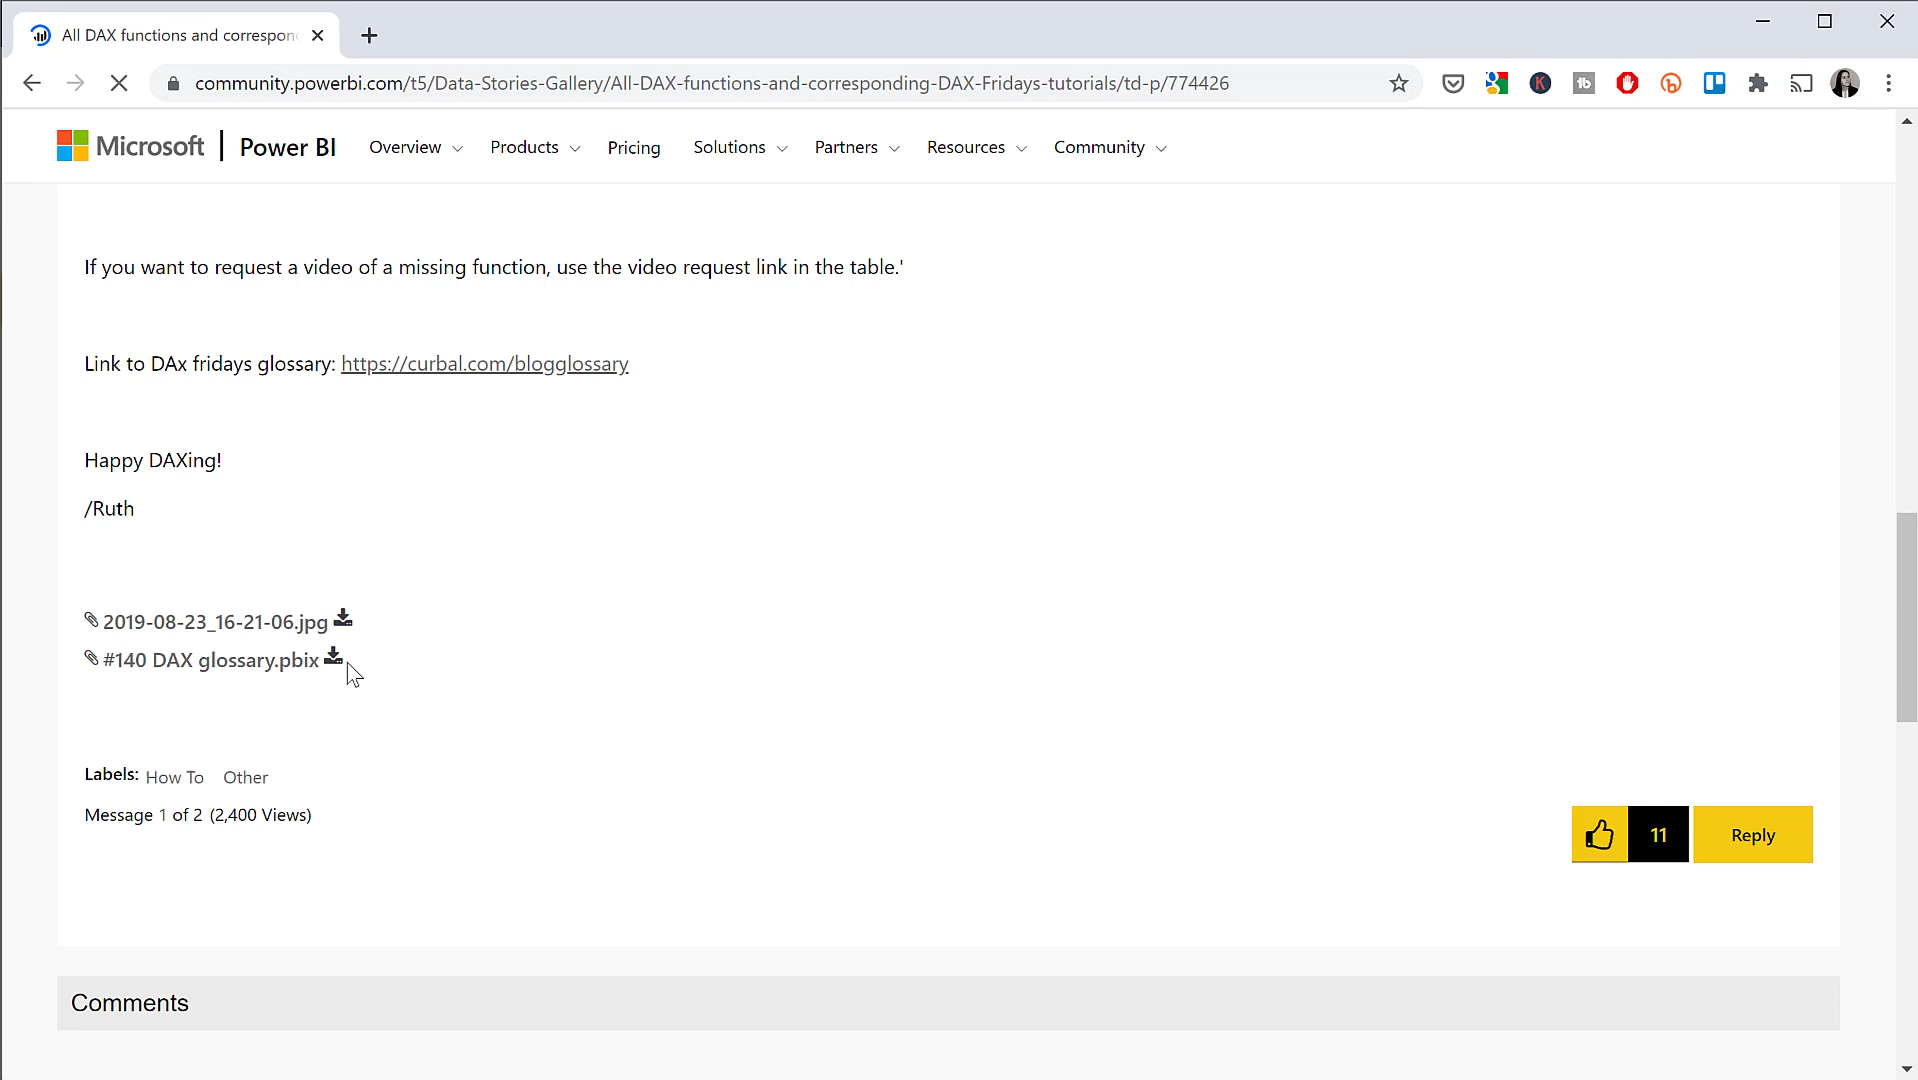 All DAX functions and correspon
community.powerbi.com/t5/Data-Stories-Gallery/All-DAX-functions-and-corresponding-DAX-Fridays-tutorials/td-p/774426
K
tb
Microsoft
Power BI
Overview
Products
Pricing
Solutions
Partners
Resources
Community
If you want to request a video of a missing function, use the video request link in the table.'
Link to DAx fridays glossary: https://curbal.com/blogglossary
Happy DAXing!
/Ruth
2019-08-23_16-21-06.jpg
#140 DAX glossary.pbix
Labels: How To Other
Message 1 of 2 (2,400 Views)
11
Reply
Comments